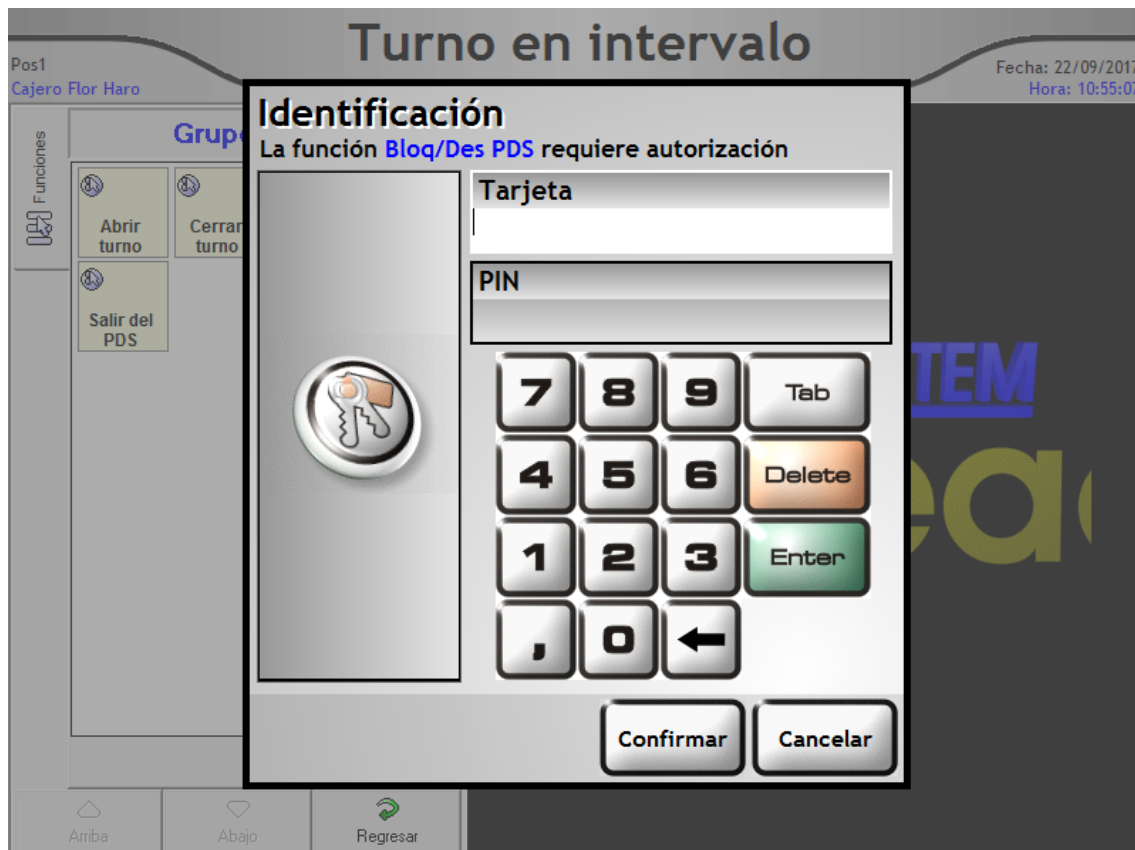 Turno en intervalo
Pos1
Cajero Flor Haro
Fecha: 22/09/2017
Hora: 10:55:07
Funciones
Abrir
turno
Cerrar
turno
Salir del
PDS
Identificación
La función Bloq/Des PDS requiere autorización
Tarjeta
PIN
7 8 9 Tab
4 5 6 Delete
1 2 3 Enter
, 0
Confirmar Cancelar
TEM
Arriba Abajo Regresar